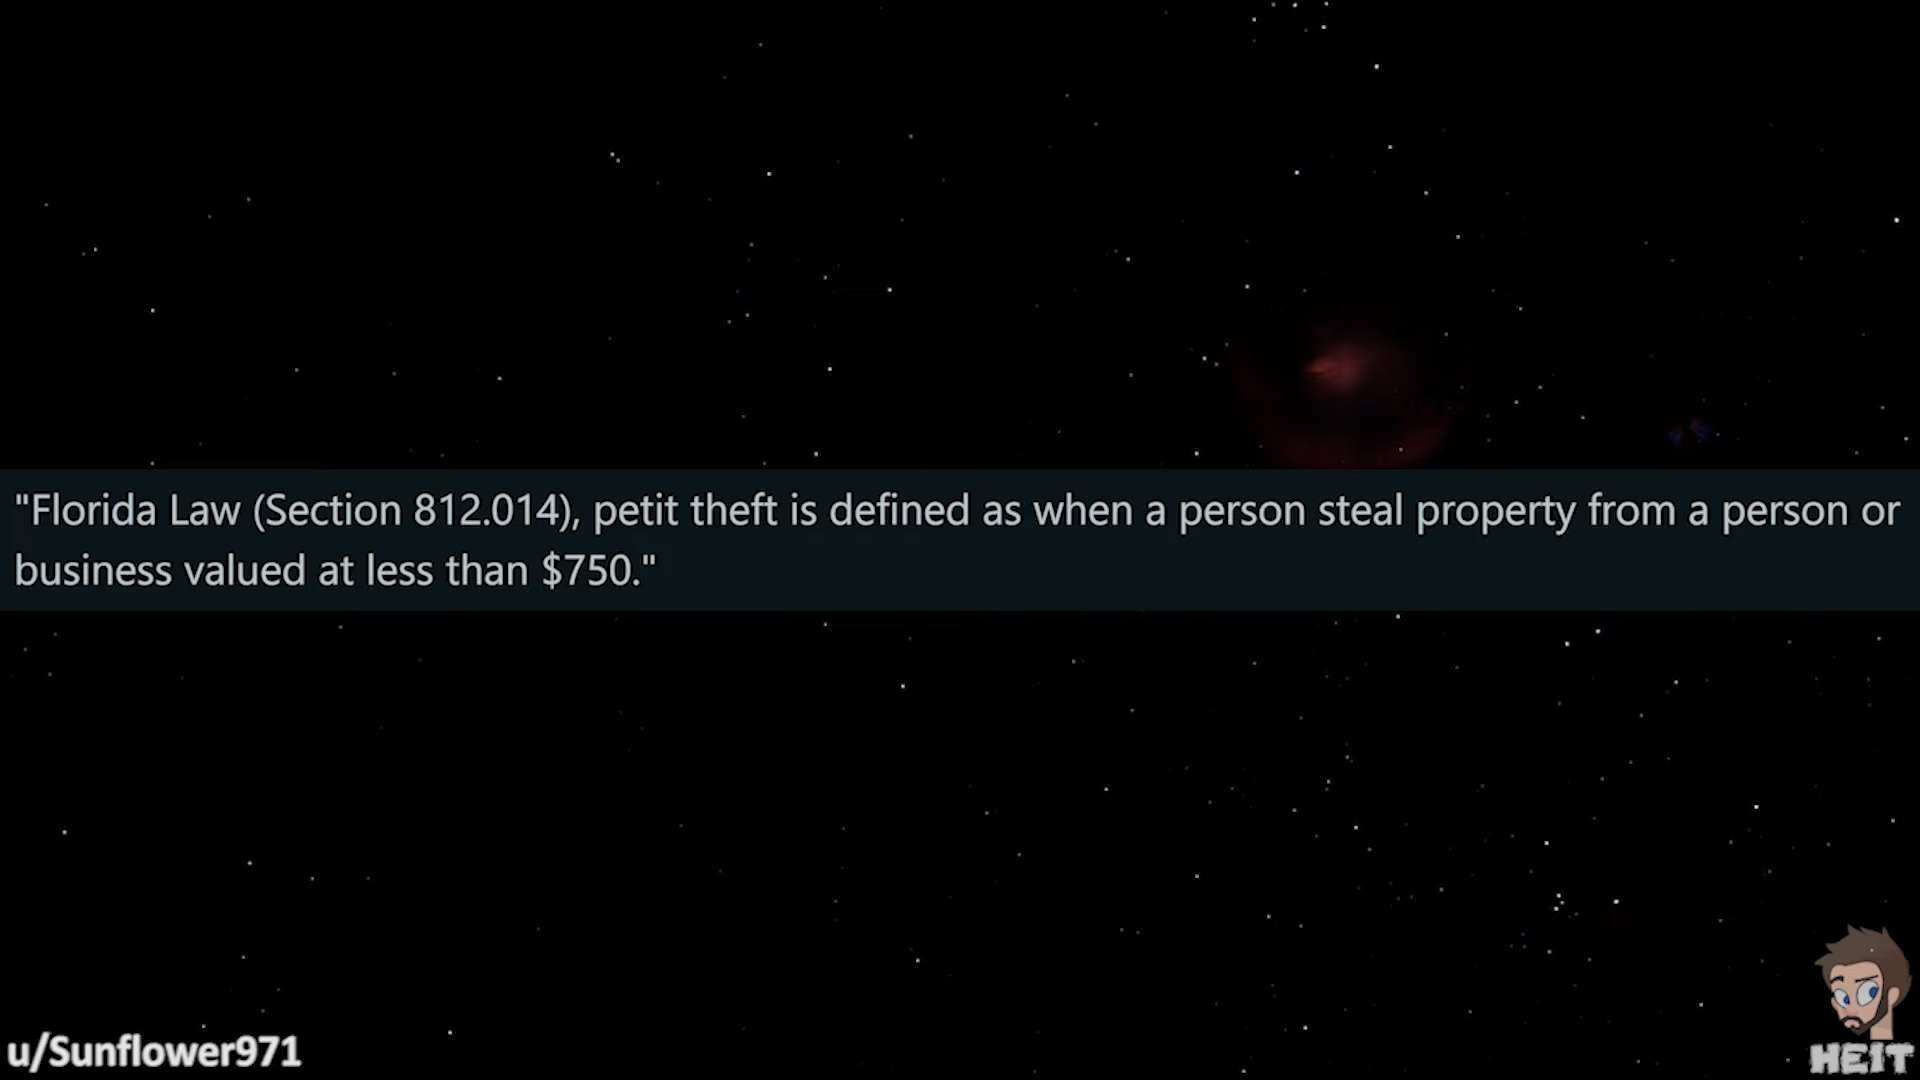 "Florida Law (Section 812.014), petit theft is defined as when a person steal property from a person or
business valued at less than $750."
u/Sunflower971
HEIT